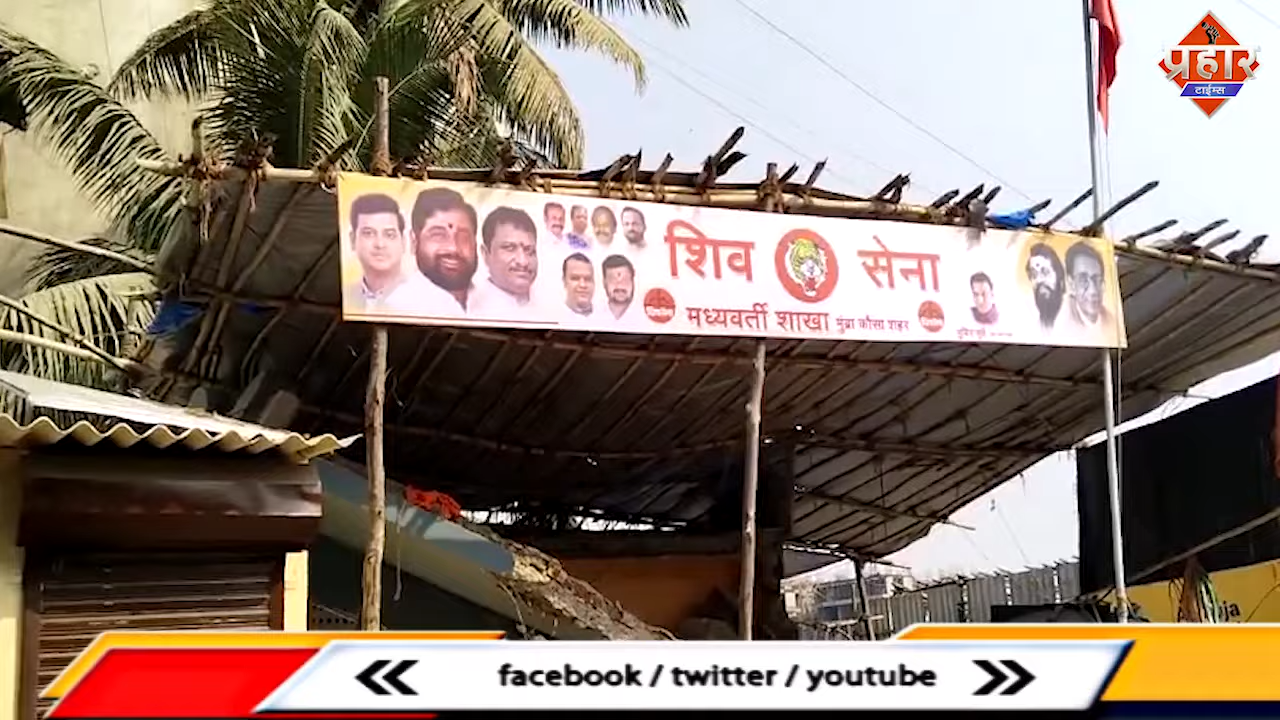 प्रहार
टाईम्स
शिव सेना
मध्यवर्ती शाखा मुंब्रा कौसा शहर
facebook / twitter / youtube